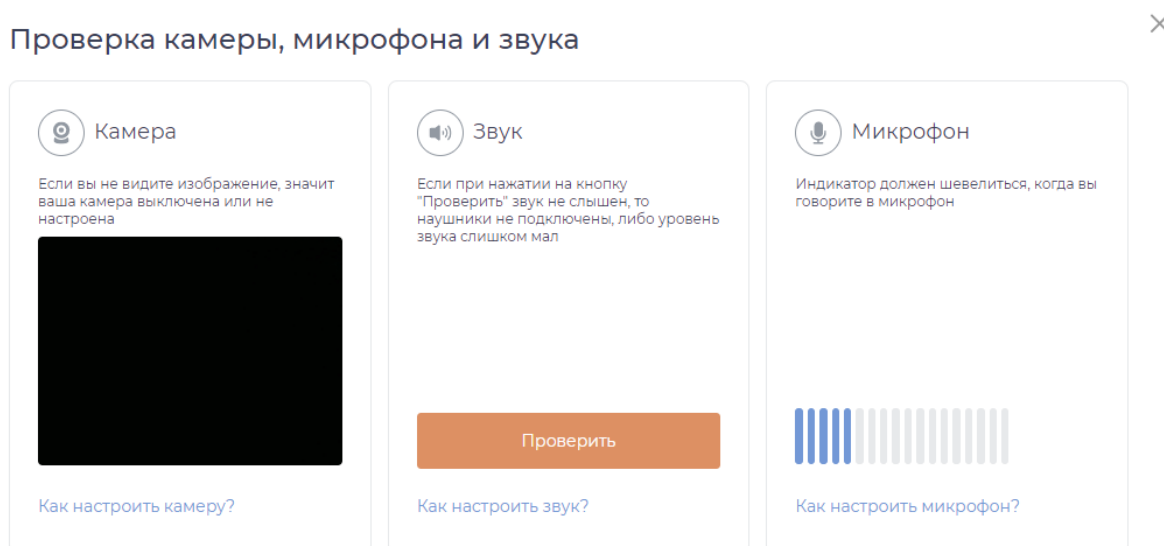 Проверка камеры, микрофона и звука
Камера
Если вы не видите изображение, значит
ваша камера выключена или не
настроена
Как настроить камеру?
Звук
Если при нажатии на кнопку
"Проверить" звук не слышен, то
наушники не подключены, либо уровень
звука слишком мал
Проверить
Как настроить звук?
Микрофон
Индикатор должен шевелиться, когда вы
говорите в микрофон
Как настроить микрофон?